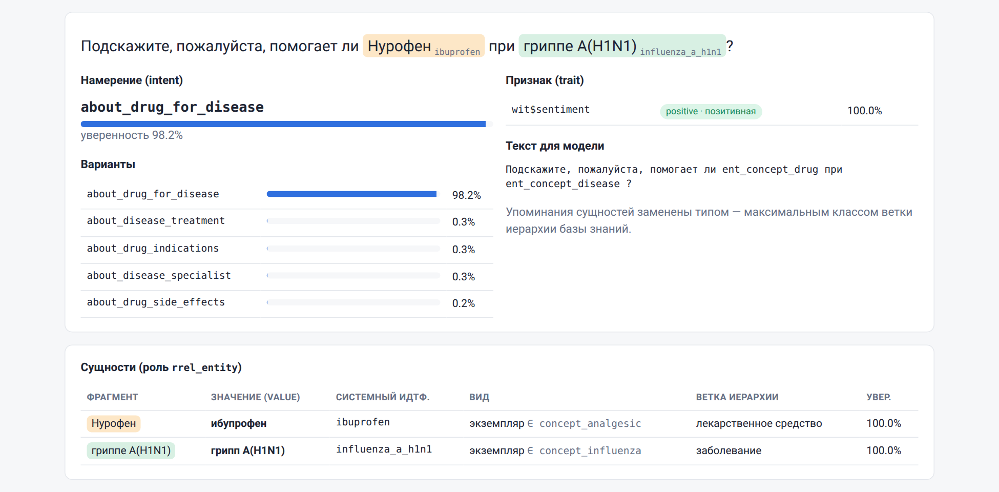 Подскажите, пожалуйста, помогает ли Нурофен ibuprofen при гриппе A(H1N1) influenza_a_h1n1?
Намерение (intent)
about_drug_for_disease
уверенность 98.2%
Варианты
about_drug_for_disease 98.2%
about_disease_treatment 0.3%
about_drug_indications 0.3%
about_disease_specialist 0.3%
about_drug_side_effects 0.2%
Признак (trait)
wit$sentiment positive · позитивная 100.0%
Текст для модели
Подскажите, пожалуйста, помогает ли ent_concept_drug при
ent_concept_disease ?
Упоминания сущностей заменены типом — максимальным классом ветки
иерархии базы знаний.
Сущности (роль rrel_entity)
ФРАГМЕНТ ЗНАЧЕНИЕ (VALUE) СИСТЕМНЫЙ ИДТФ. ВИД ВЕТКА ИЕРАРХИИ УВЕР.
Нурофен ибупрофен ibuprofen экземпляр ∈ concept_analgesic лекарственное средство 100.0%
гриппе A(H1N1) грипп A(H1N1) influenza_a_h1n1 экземпляр ∈ concept_influenza заболевание 100.0%